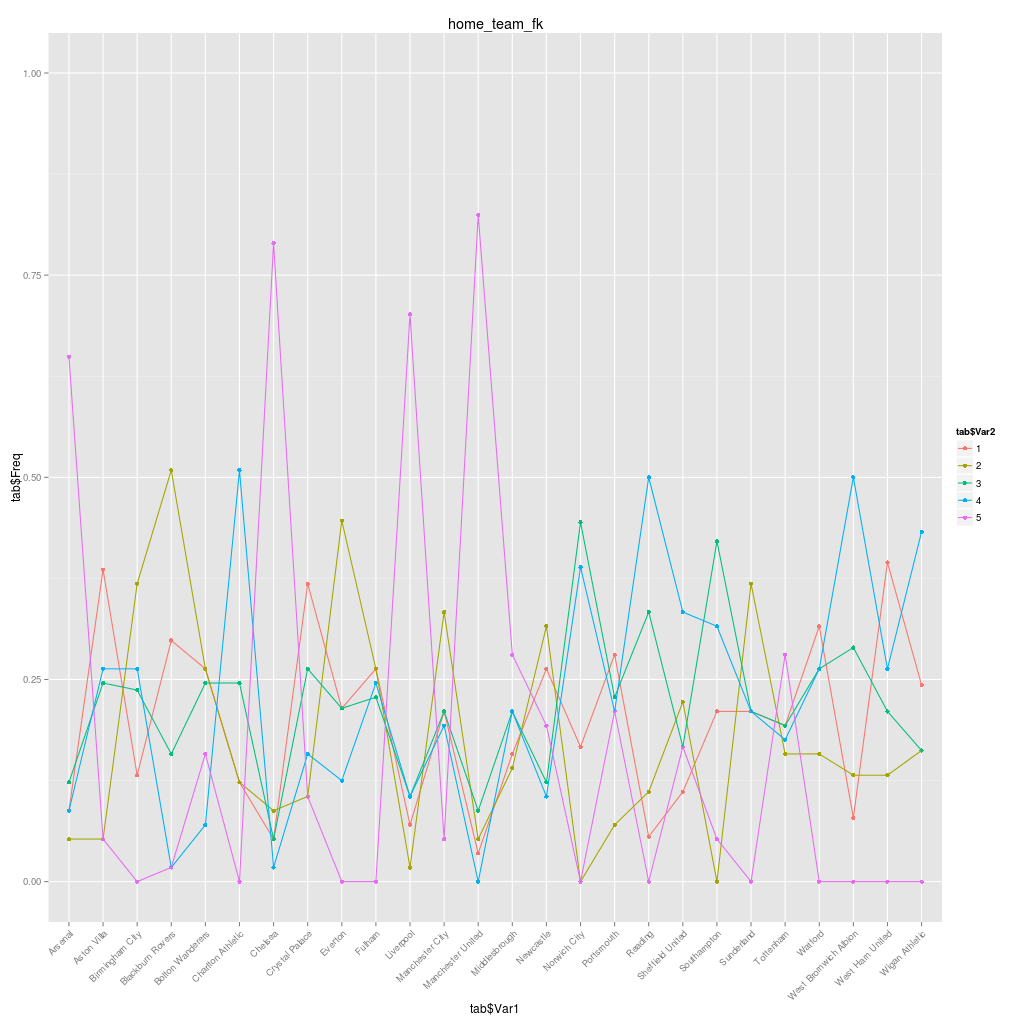 home_team_fk
1.00
0.75
0.50
0.25
0.00
tab$Freq
Arsenal
Aston Villa
Birmingham City
Blackburn Rovers
Bolton Wanderers
Charlton Athletic
Chelsea
Crystal Palace
Everton
Fulham
Liverpool
Manchester City
Manchester United
Middlesbrough
Newcastle
Norwich City
Portsmouth
Reading
Sheffield United
Southampton
Sunderland
Tottenham
Watford
West Bromwich Albion
West Ham United
Wigan Athletic
tab$Var1
tab$Var2
1
2
3
4
5